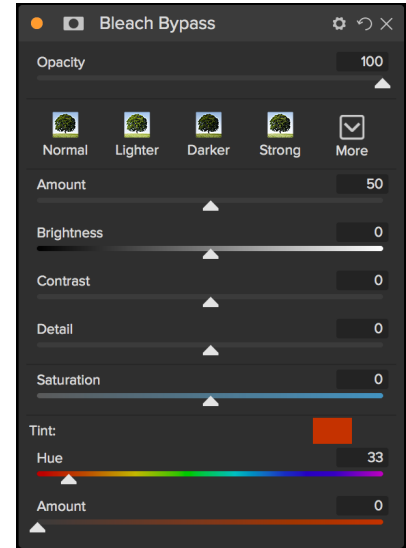 Bleach Bypass
Opacity 100
Normal Lighter Darker Strong More
Amount 50
Brightness 0
Contrast 0
Detail 0
Saturation 0
Tint:
Hue 33
Amount 0